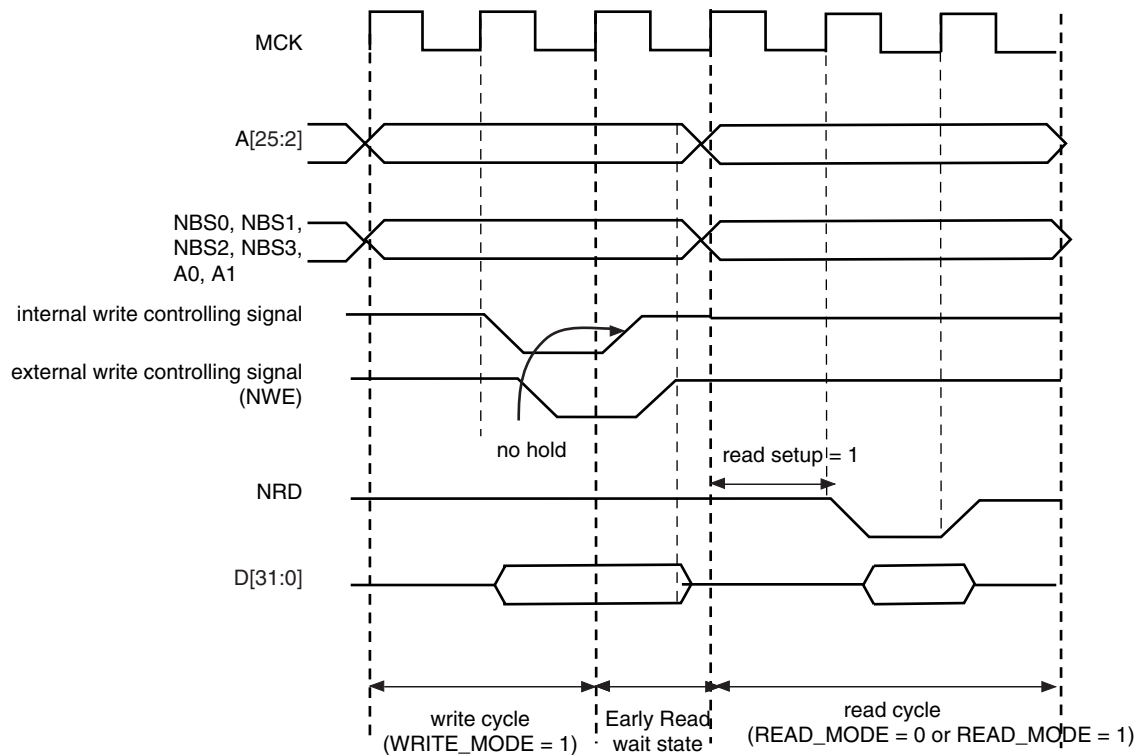 MCK
A[25:2]
NBS0, NBS1,
NBS2, NBS3,
A0, A1
internal write controlling signal
external write controlling signal
(NWE)
no hold
read setup = 1
NRD
D[31:0]
write cycle
(WRITE_MODE = 1)
Early Read
wait state
read cycle
(READ_MODE = 0 or READ_MODE = 1)